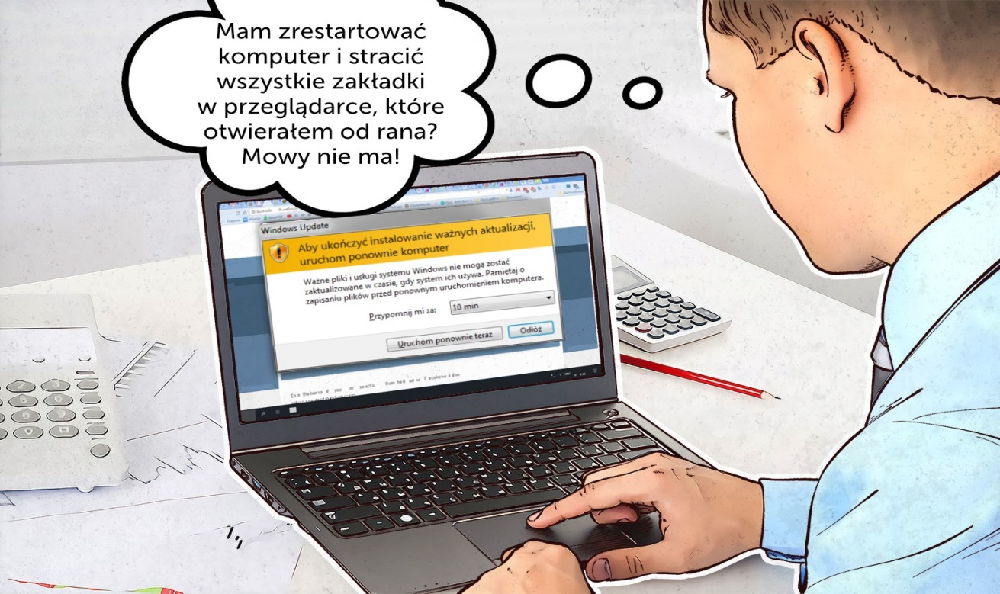 Mam zrestartować
komputer i stracić
wszystkie zakładki
w przeglądarce, które
otwierałem od rana?
Mowy nie ma!
Windows Update
Aby ukończyć instalowanie ważnych aktualizacji,
uruchom ponownie komputer
Ważne pliki i usługi systemu Windows nie mogą zostać
zaktualizowane w czasie, gdy system ich używa. Pamiętaj o
zapisaniu plików przed ponownym uruchomieniem komputera.
Przypomnij mi za: 10 min
Uruchom ponownie teraz Odłóż